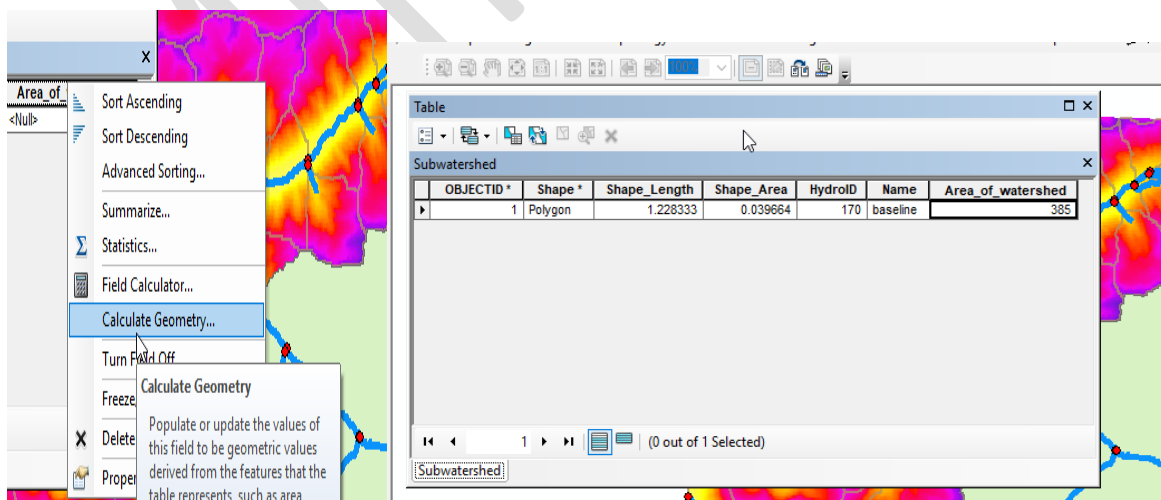 Area_of_
<Null>
Sort Ascending
Sort Descending
Advanced Sorting...
Summarize...
Σ Statistics...
Field Calculator...
Calculate Geometry...
Turn Field Off
Freeze
Delete
Proper
Calculate Geometry
Populate or update the values of
this field to be geometric values
derived from the features that the
table represents, such as area,
100%
Table
Subwatershed
OBJECTID * Shape * Shape_Length Shape_Area HydroID Name Area_of_watershed
1 Polygon 1.228333 0.039664 170 baseline 385
1 (0 out of 1 Selected)
Subwatershed